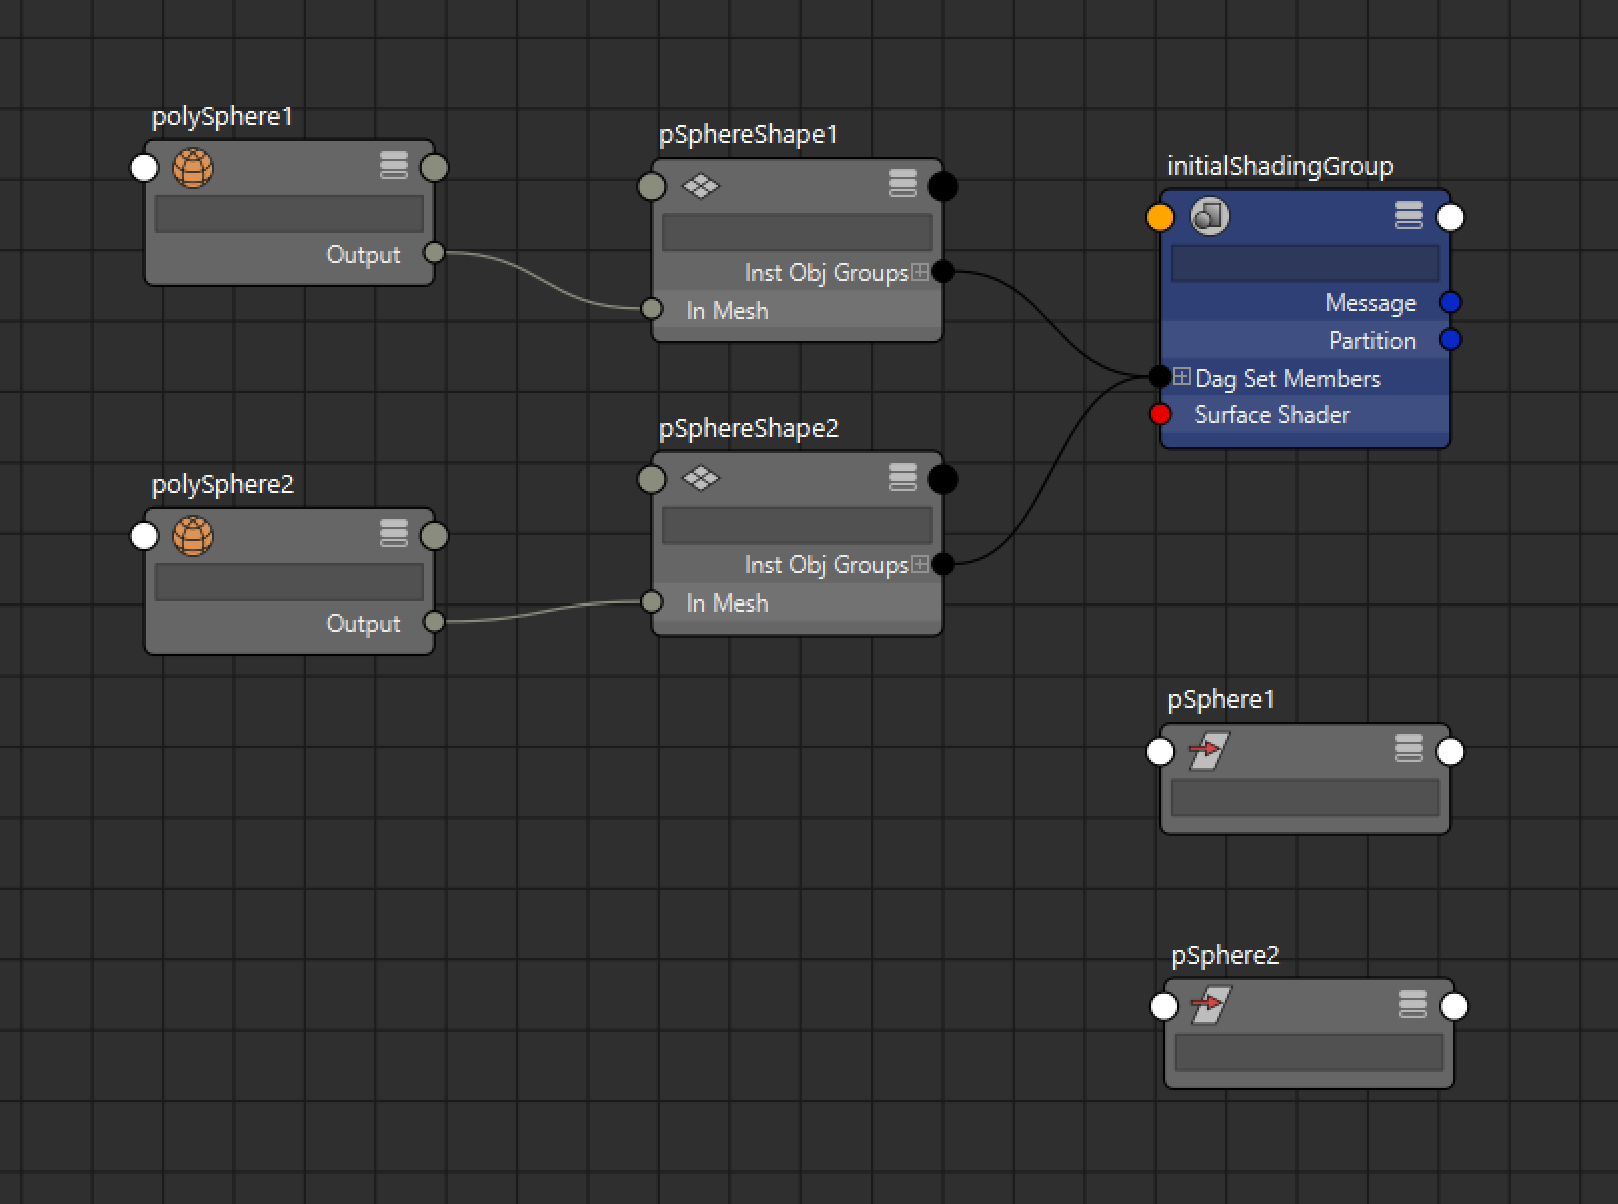 polySphere1
Output
pSphereShape1
Inst Obj Groups
In Mesh
initialShadingGroup
Message
Partition
Dag Set Members
Surface Shader
polySphere2
Output
pSphereShape2
Inst Obj Groups
In Mesh
pSphere1
pSphere2